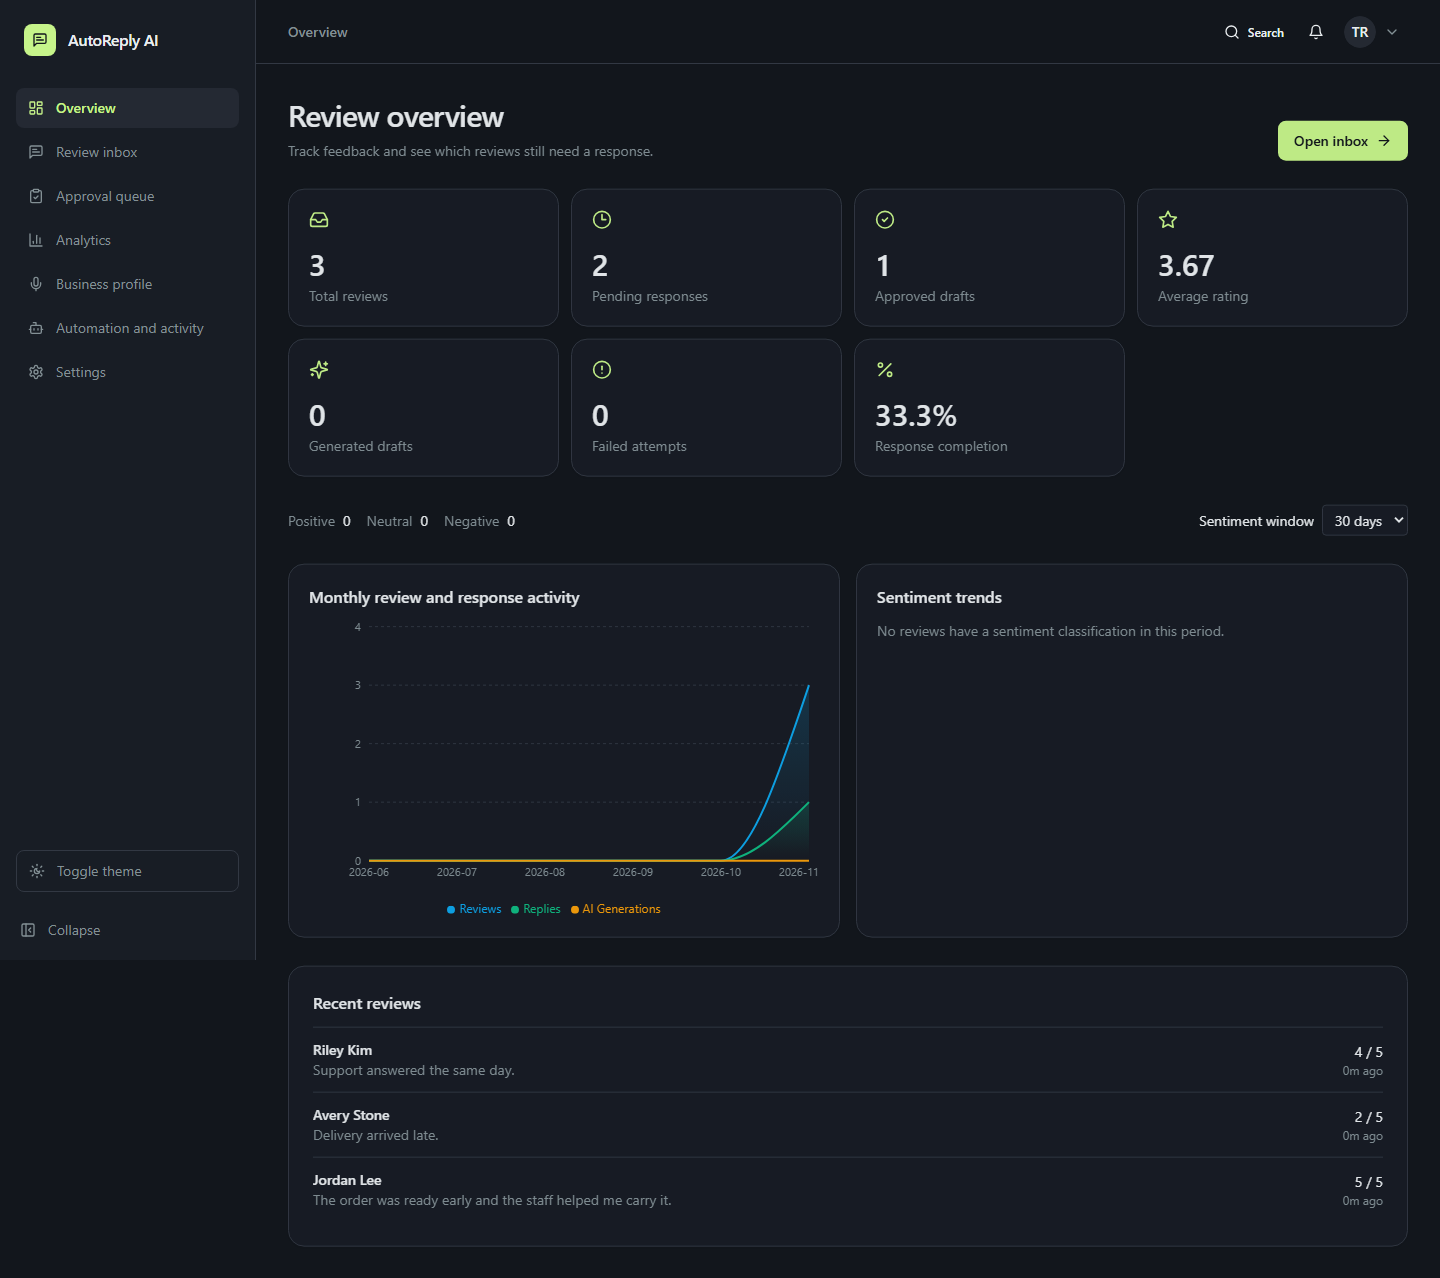 AutoReply AI
Overview
Review inbox
Approval queue
Analytics
Business profile
Automation and activity
Settings
Toggle theme
Collapse
Overview
Search
TR
Review overview
Track feedback and see which reviews still need a response.
Open inbox
3
Total reviews
2
Pending responses
1
Approved drafts
3.67
Average rating
0
Generated drafts
0
Failed attempts
33.3%
Response completion
Positive 0 Neutral 0 Negative 0
Sentiment window 30 days
Monthly review and response activity
4
3
2
1
0
2026-06 2026-07 2026-08 2026-09 2026-10 2026-11
Reviews Replies AI Generations
Sentiment trends
No reviews have a sentiment classification in this period.
Recent reviews
Riley Kim
4 / 5
Support answered the same day.
0m ago
Avery Stone
2 / 5
Delivery arrived late.
0m ago
Jordan Lee
5 / 5
The order was ready early and the staff helped me carry it.
0m ago